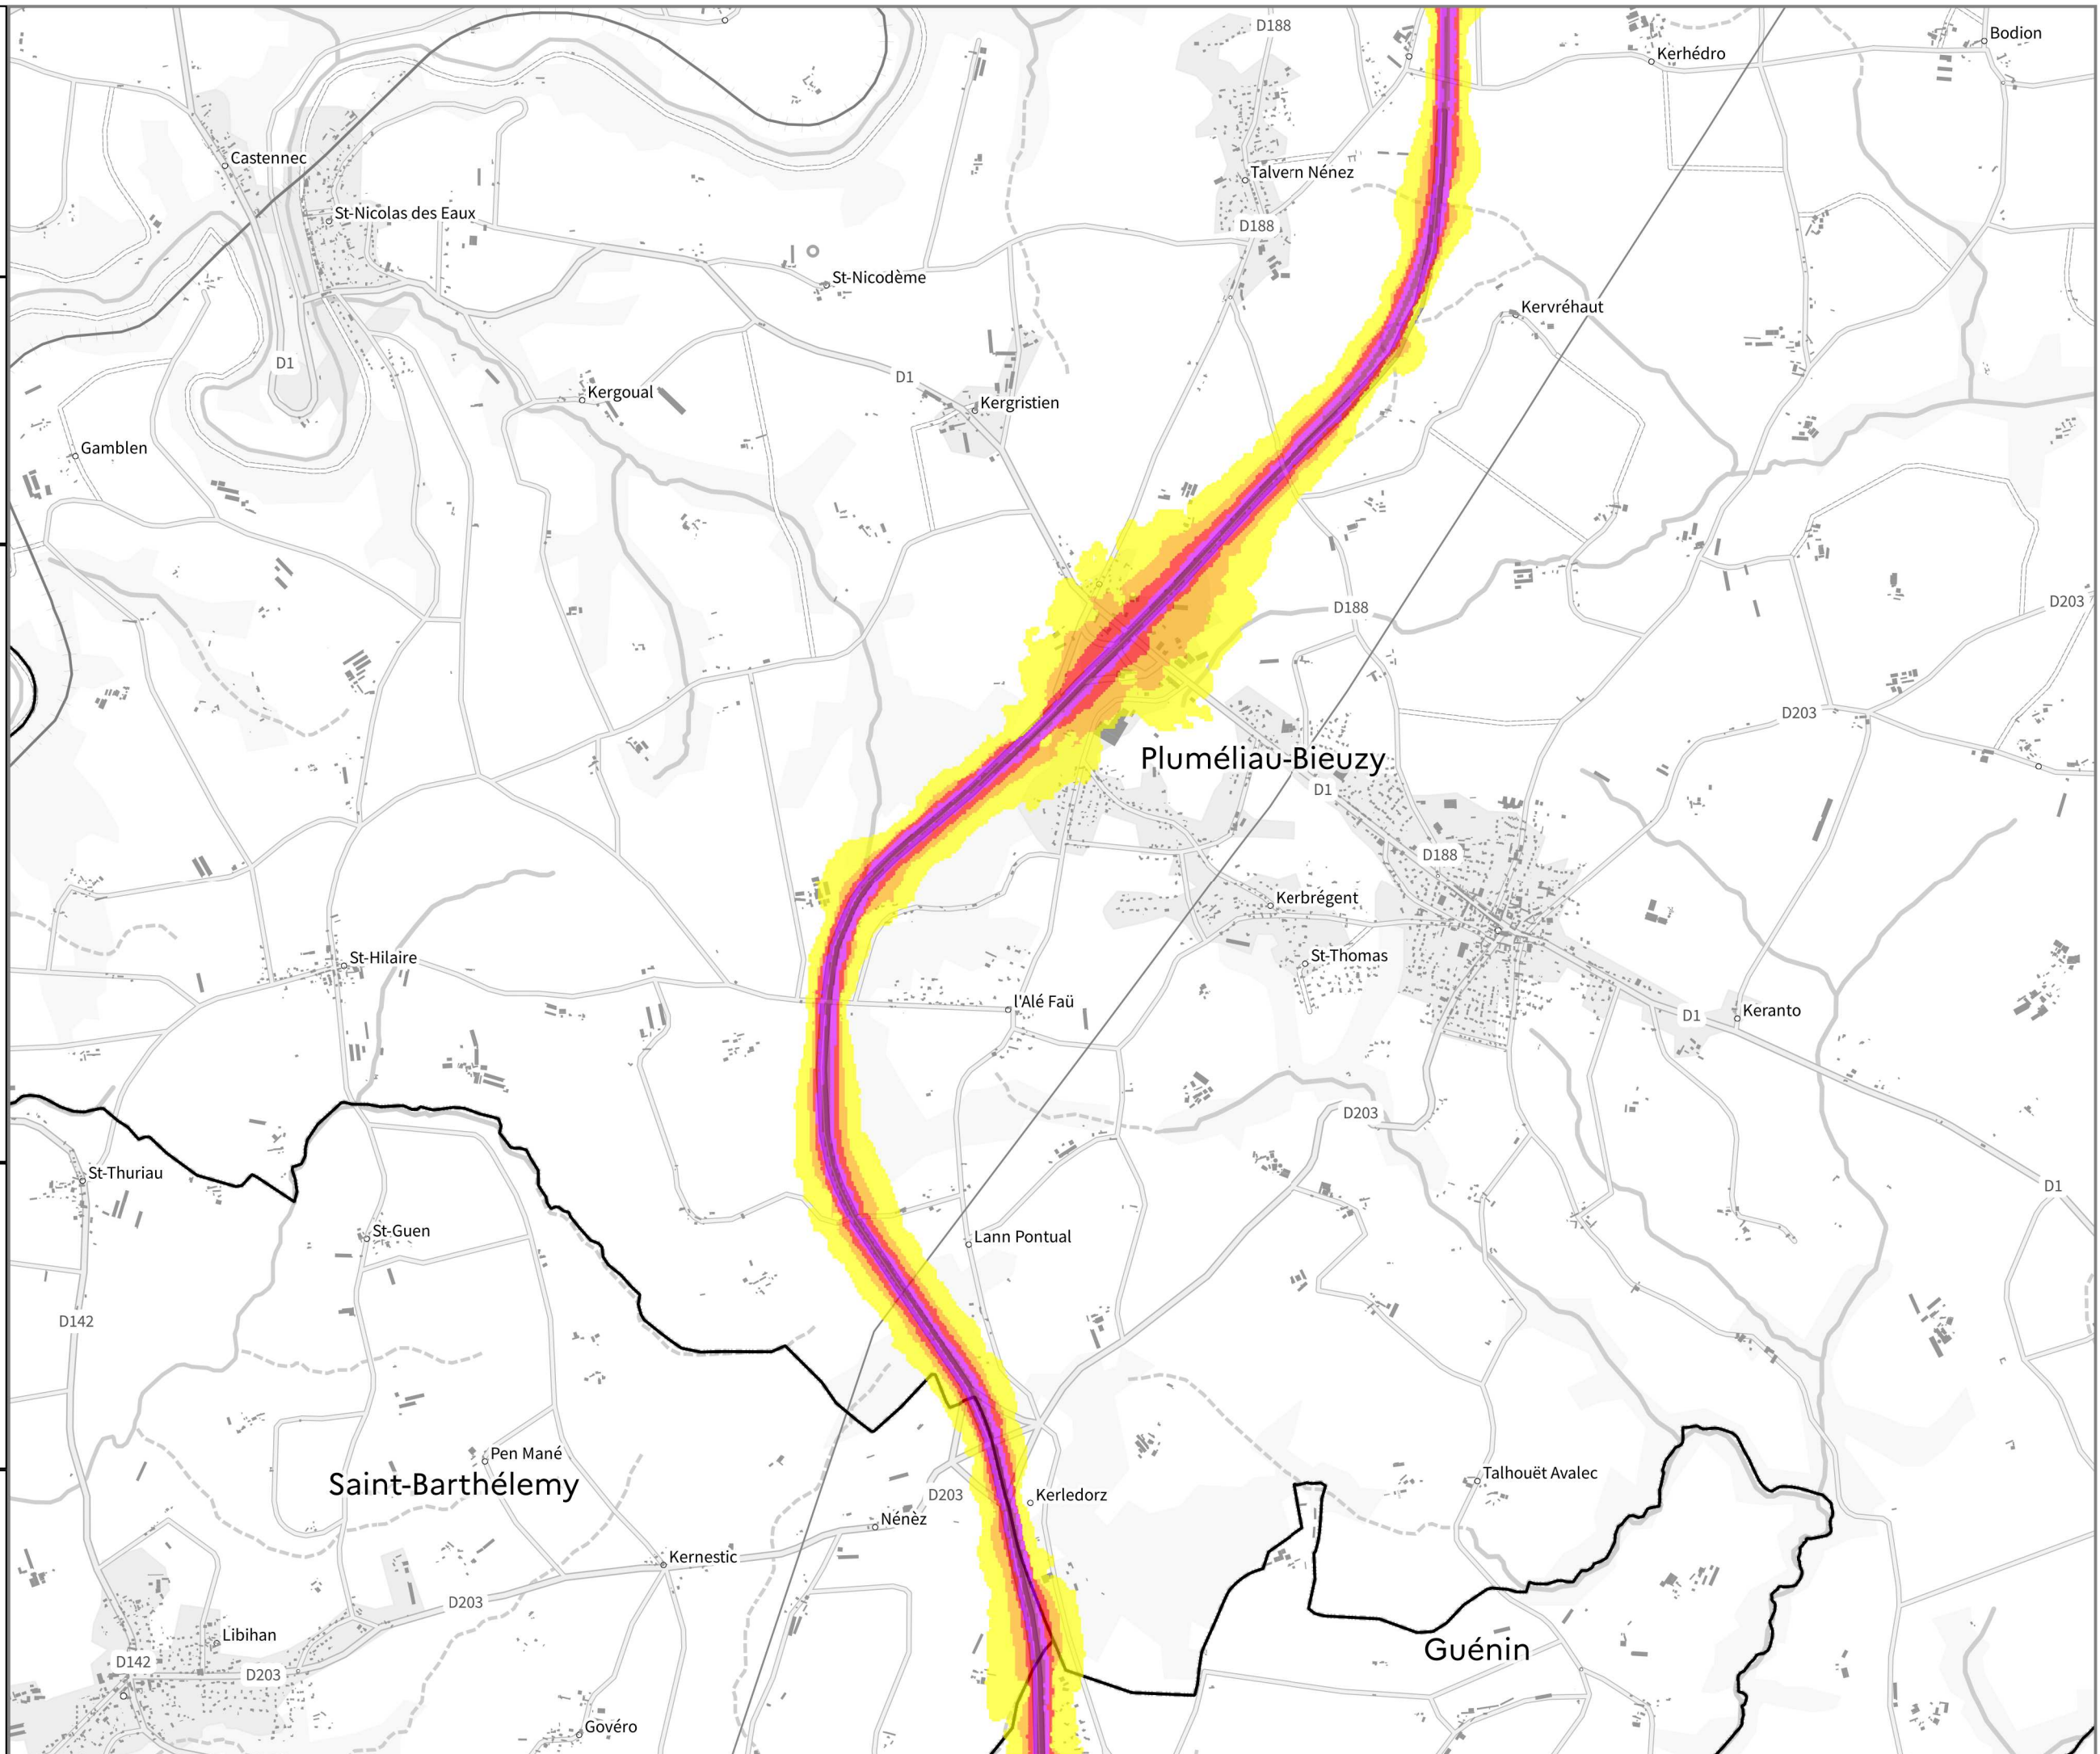 D188
Bodion
Kerhédro
Castennec
Talvern Nénez
St-Nicolas des Eaux
D188
St-Nicodème
Kervréhaut
D1
D1
Kergoual
Kergristien
Gamblen
D188
D203
D203
Pluméliau-Bieuzy
D1
D188
Kerbrégent
St-Hilaire
St-Thomas
l'Alé Faü
Keranto
D1
D203
St-Thuriau
D1
St-Guen
Lann Pontual
D142
Pen Mané
Talhouët Avalec
Saint-Barthélemy
D203
Kerledorz
Nénèz
Kernestic
D203
Libihan
Guénin
D142
D203
Govéro